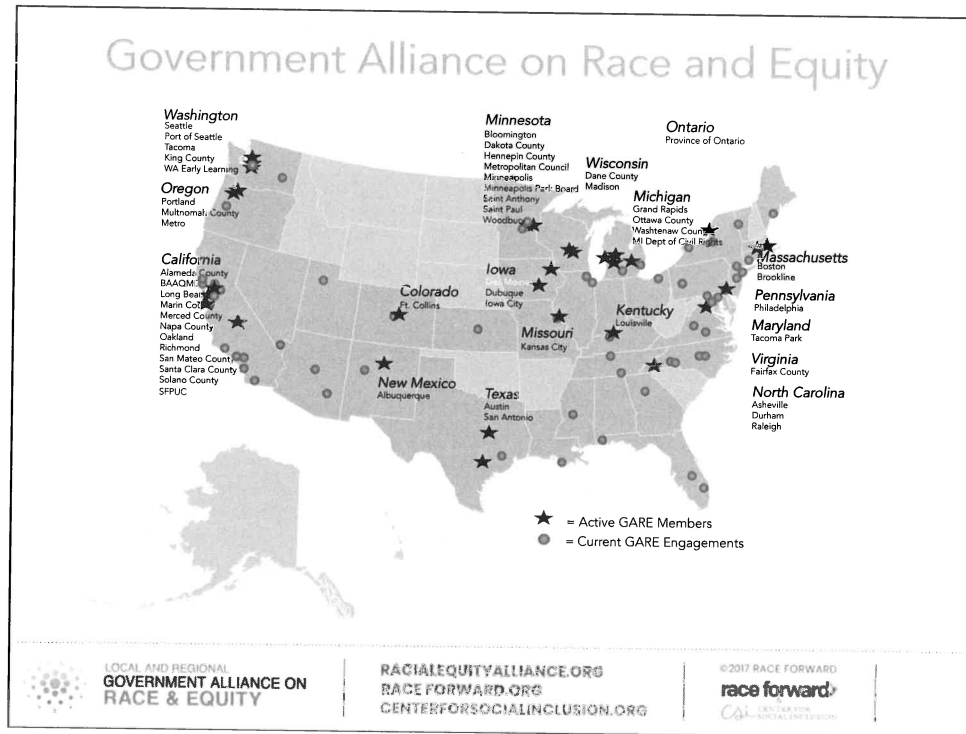 Government Alliance on Race and Equity
Washington
Seattle
Port of Seattle
Tacoma
King County
WA Early Learning
Oregon
Portland
Multnomah County
Metro
California
Alameda County
BAAQMD
Long Beach
Marin County
Merced County
Napa County
Oakland
Richmond
San Mateo County
Santa Clara County
Solano County
SFPUC
Colorado
Ft. Collins
New Mexico
Albuquerque
Minnesota
Bloomington
Dakota County
Hennepin County
Metropolitan Council
Minneapolis
Minneapolis Park Board
Saint Anthony
Saint Paul
Woodbury
Iowa
Dubuque
Iowa City
Missouri
Kansas City
Texas
Austin
San Antonio
Wisconsin
Dane County
Madison
Ontario
Province of Ontario
Michigan
Grand Rapids
Ottawa County
Washtenaw County
MI Dept of Civil Rights
Kentucky
Louisville
Massachusetts
Boston
Brookline
Pennsylvania
Philadelphia
Maryland
Tacoma Park
Virginia
Fairfax County
North Carolina
Asheville
Durham
Raleigh
= Active GARE Members
= Current GARE Engagements
LOCAL AND REGIONAL
GOVERNMENT ALLIANCE ON
RACE & EQUITY
RACIALEQUITYALLIANCE.ORG
RACEFORWARD.ORG
CENTERFORSOCIALINCLUSION.ORG
©2017 RACE FORWARD
race forward
&
CSI CENTER FOR
SOCIAL INCLUSION